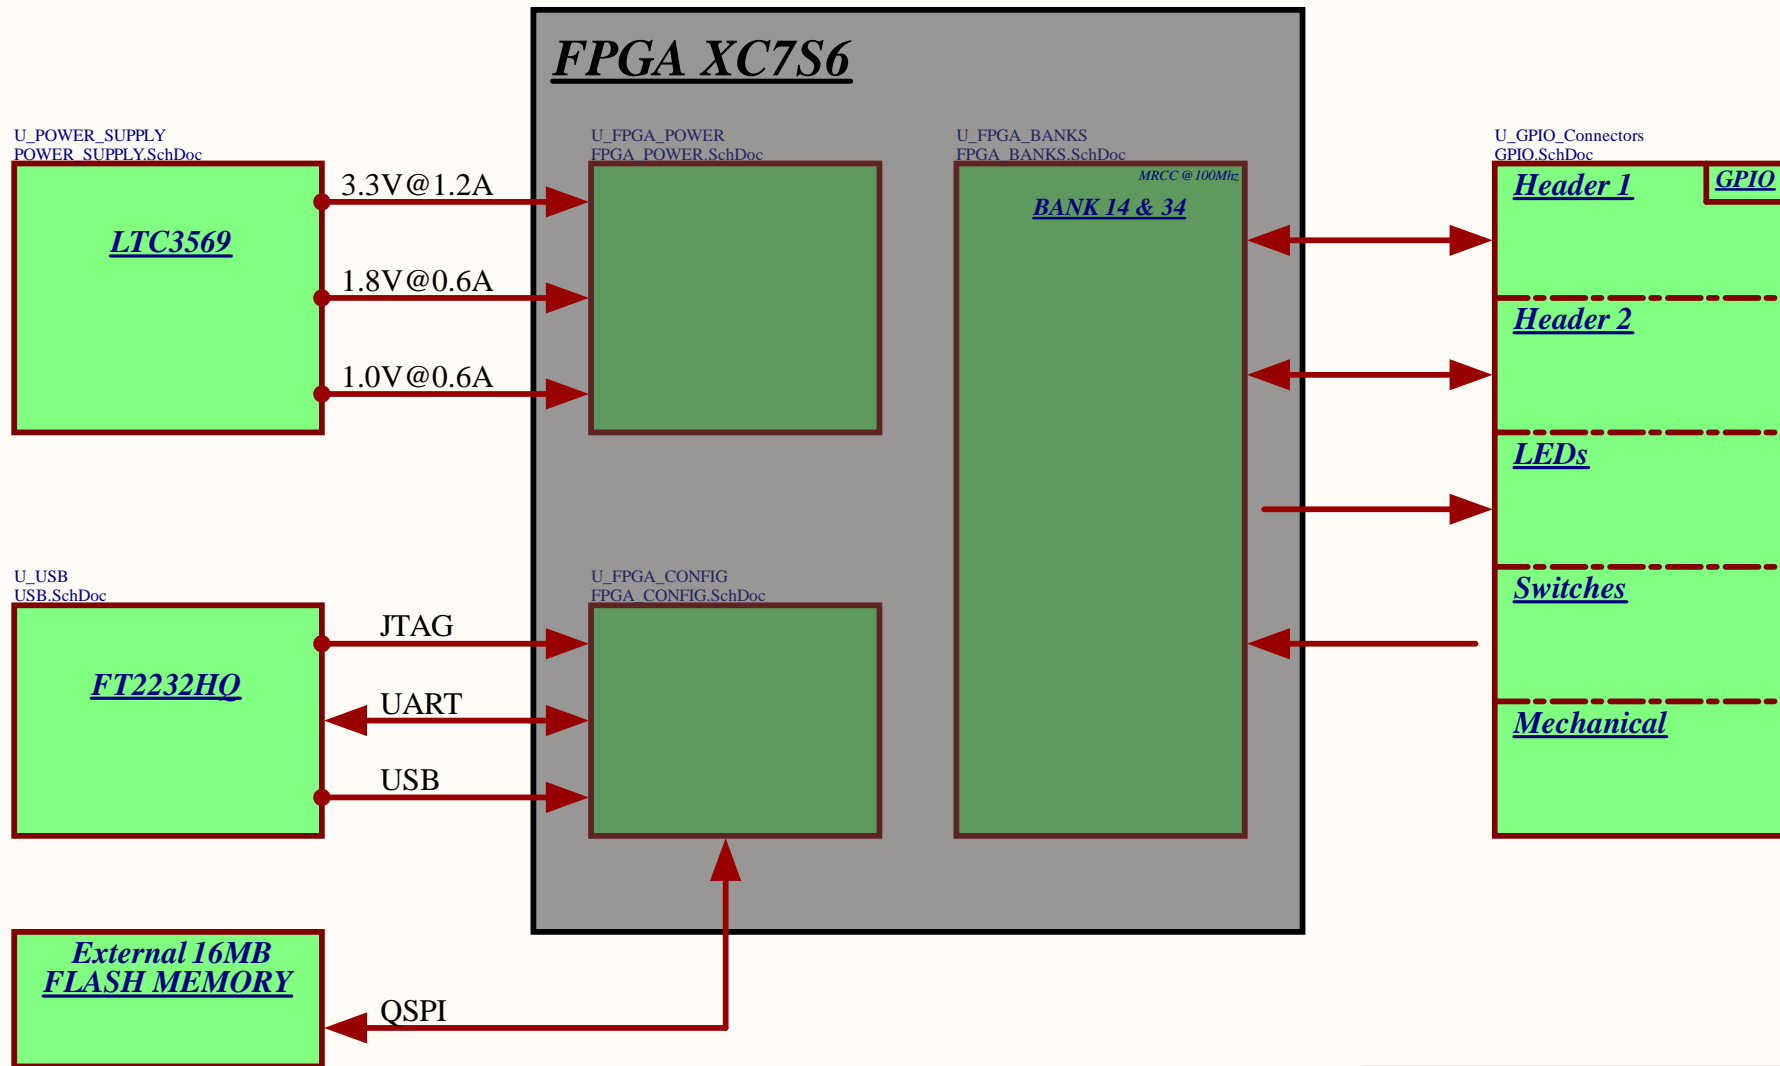 FPGA XC7S6
U_POWER_SUPPLY
POWER_SUPPLY.SchDoc
LTC3569
3.3V@1.2A
1.8V@0.6A
1.0V@0.6A
U_FPGA_POWER
FPGA_POWER.SchDoc
U_FPGA_BANKS
FPGA_BANKS.SchDoc
MRCC @100Mhz
BANK 14 & 34
U_GPIO_Connectors
GPIO.SchDoc
GPIO
Header 1
Header 2
LEDs
Switches
Mechanical
U_USB
USB.SchDoc
FT2232HQ
JTAG
UART
USB
U_FPGA_CONFIG
FPGA_CONFIG.SchDoc
External 16MB
FLASH MEMORY
QSPI